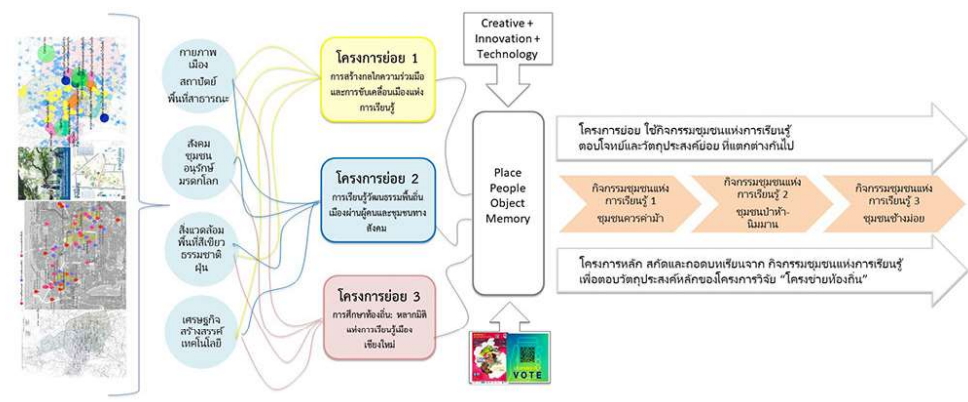 กายภาพ
เมือง
สถาปัตย์
พื้นที่สาธารณะ
สังคม
ชุมชน
อนุรักษ์
มรดกโลก
สิ่งแวดล้อม
พื้นที่สีเขียว
ธรรมชาติ
ฝุ่น
เศรษฐกิจ
สร้างสรรค์
เทคโนโลยี
โครงการย่อย 1
การสร้างกลไกความร่วมมือ
และการขับเคลื่อนเมืองแห่ง
การเรียนรู้
โครงการย่อย 2
การเรียนรู้วัฒนธรรมพื้นถิ่น
เมืองผ่านผู้คนและชุมชนทาง
สังคม
โครงการย่อย 3
การศึกษาท้องถิ่น: หลากมิติ
แห่งการเรียนรู้เมือง
เชียงใหม่
Creative +
Innovation +
Technology
Place
People
Object
Memory
VOTE
โครงการย่อย ใช้กิจกรรมชุมชนแห่งการเรียนรู้
ตอบโจทย์และวัตถุประสงค์ย่อย ที่แตกต่างกันไป
กิจกรรมชุมชนแห่ง
การเรียนรู้ 1
ชุมชนควรค่าม้า
กิจกรรมชุมชนแห่ง
การเรียนรู้ 2
ชุมชนป่าห้า-
นิมมาน
กิจกรรมชุมชนแห่ง
การเรียนรู้ 3
ชุมชนช้างม่อย
โครงการหลัก สกัดและถอดบทเรียนจาก กิจกรรมชุมชนแห่งการเรียนรู้
เพื่อตอบวัตถุประสงค์หลักของโครงการวิจัย "โครงข่ายท้องถิ่น"